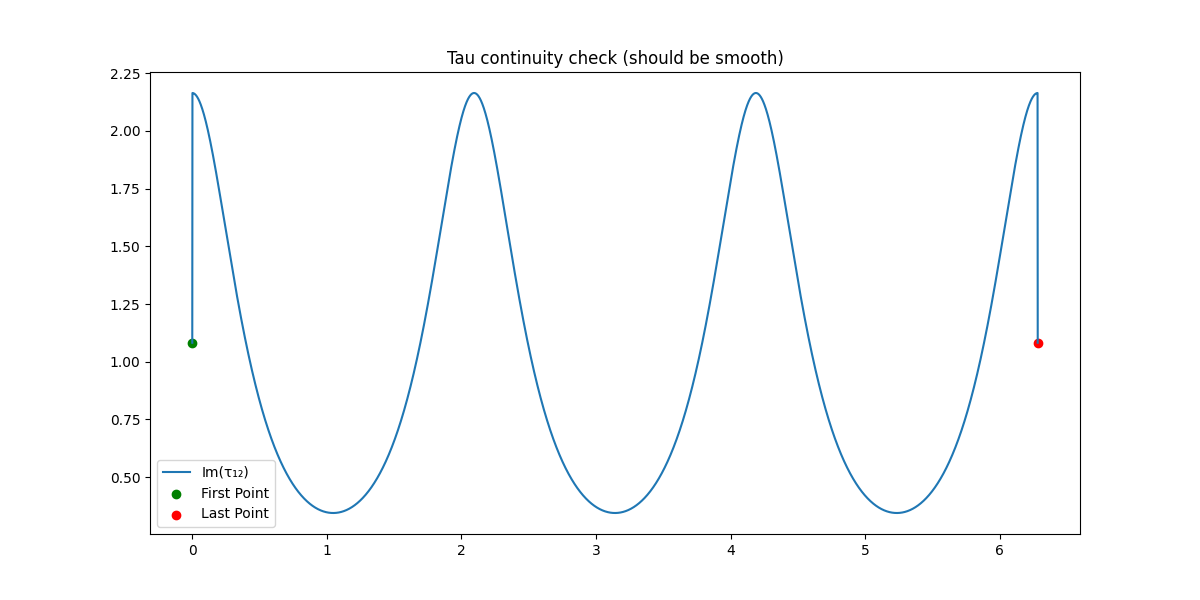 Tau continuity check (should be smooth)
2.25
2.00
1.75
1.50
1.25
1.00
0.75
0.50
Im(τ₁₂)
First Point
Last Point
0 1 2 3 4 5 6